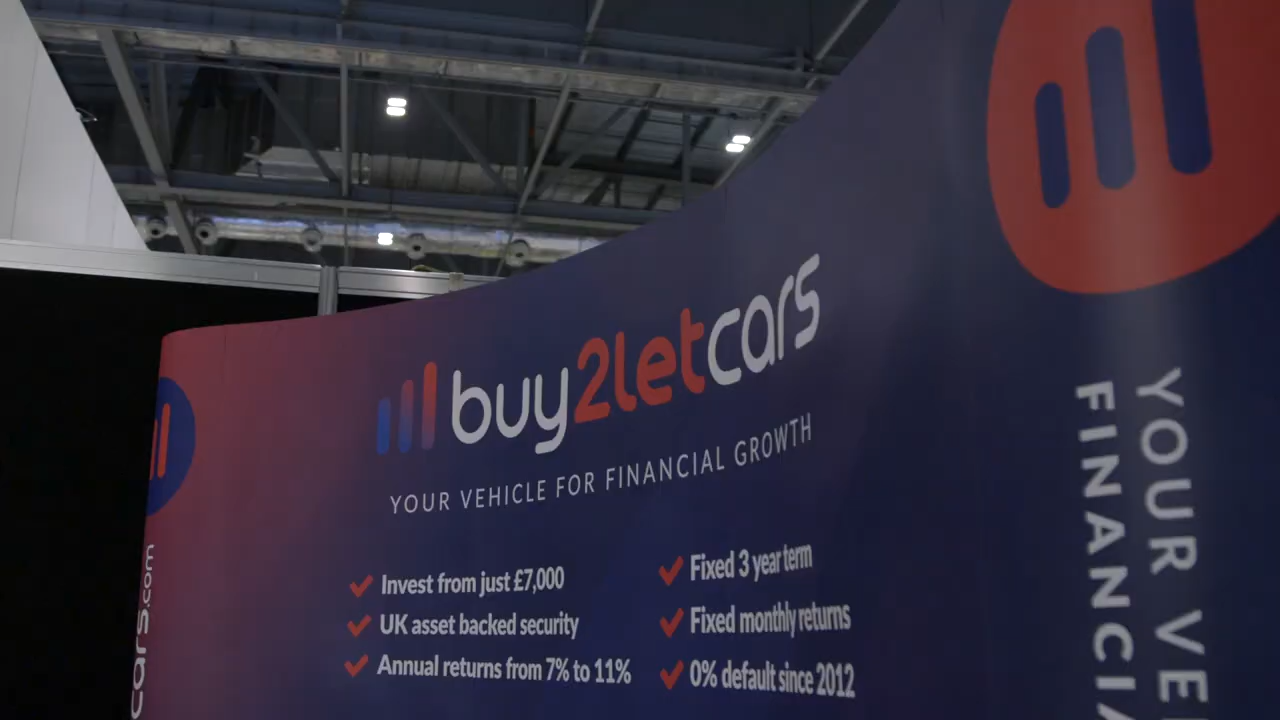 buy2letcars
YOUR VEHICLE FOR FINANCIAL GROWTH
Invest from just £7,000
UK asset backed security
Annual returns from 7% to 11%
Fixed 3 year term
Fixed monthly returns
0% default since 2012
cars.com
YOUR VE
FINANCI